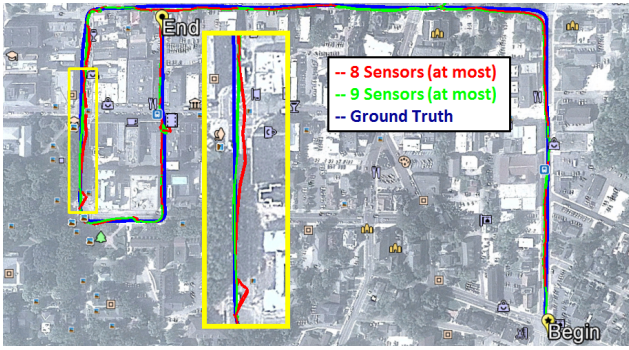 End
-- 8 Sensors (at most)
-- 9 Sensors (at most)
-- Ground Truth
Begin